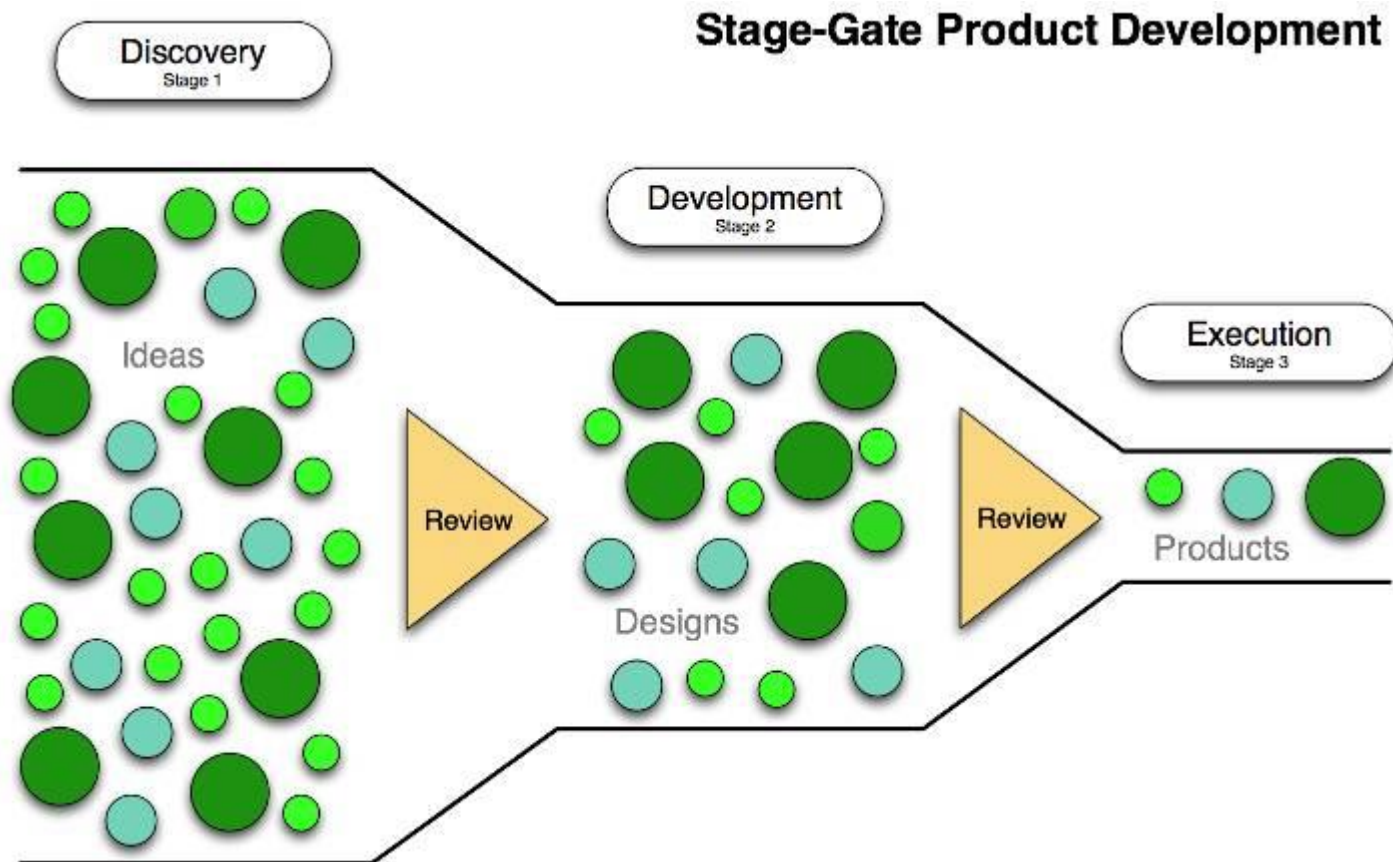 Stage-Gate Product Development
Discovery
Stage 1
Development
Stage 2
Execution
Stage 3
Ideas
Review
Designs
Review
Products